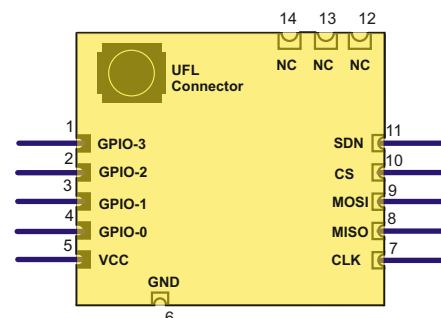 14 13 12
NC NC NC
UFL
Connector
1 GPIO-3 SDN 11
2 GPIO-2 CS 10
3 GPIO-1 MOSI 9
4 GPIO-0 MISO 8
5 VCC CLK 7
GND
6